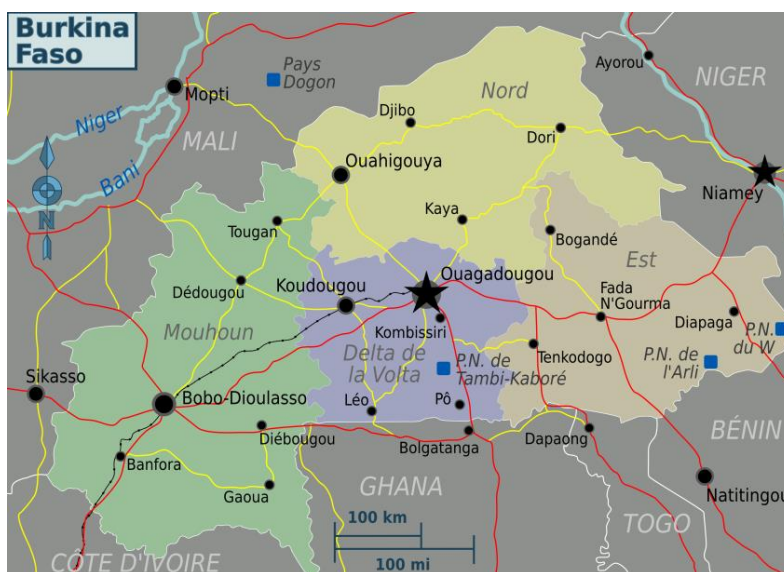 Burkina
Faso
Pays
Dogon
Ayorou
NIGER
Mopti
Nord
Djibo
Niger
MALI
Dori
Ouahigouya
Bani
Niamey
Kaya
Tougan
Bogandé
Ouagadougou
Est
Koudougou
Dédougou
Fada
N'Gourma
Kombissiri
Diapaga
Mouhoun
P.N.
du W
Delta de
la Volta
Tenkodogo
P.N. de
Tambi-Kaboré
P.N. de
l'Arli
Sikasso
Bobo-Dioulasso
Léo
Pô
BÉNIN
Diébougou
Bolgatanga
Dapaong
Banfora
Gaoua
GHANA
Natitingou
100 km
TOGO
100 mi
CÔTE D'IVOIRE